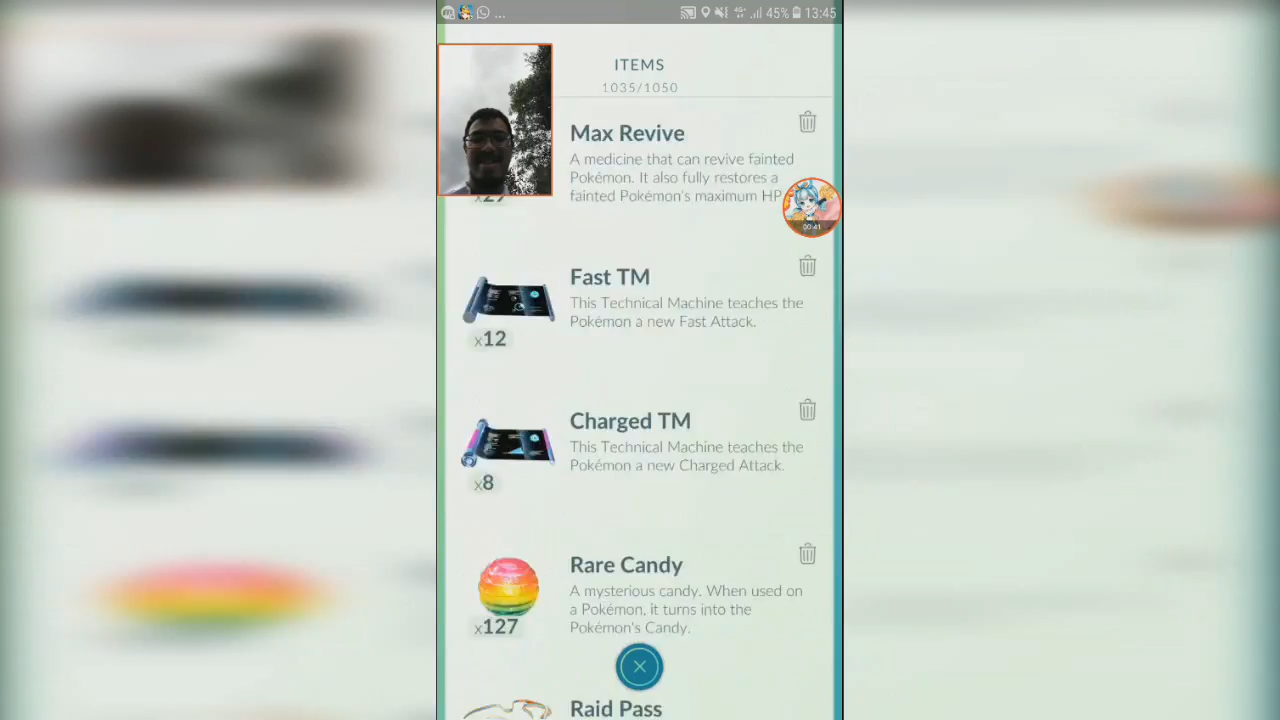 ... 45% 13:45
ITEMS
1035/1050
Max Revive
A medicine that can revive fainted
Pokémon. It also fully restores a
fainted Pokémon's maximum HP
00:41
Fast TM
This Technical Machine teaches the
Pokémon a new Fast Attack.
x12
Charged TM
This Technical Machine teaches the
Pokémon a new Charged Attack.
x8
Rare Candy
A mysterious candy. When used on
a Pokémon, it turns into the
Pokémon's Candy.
x127
Raid Pass